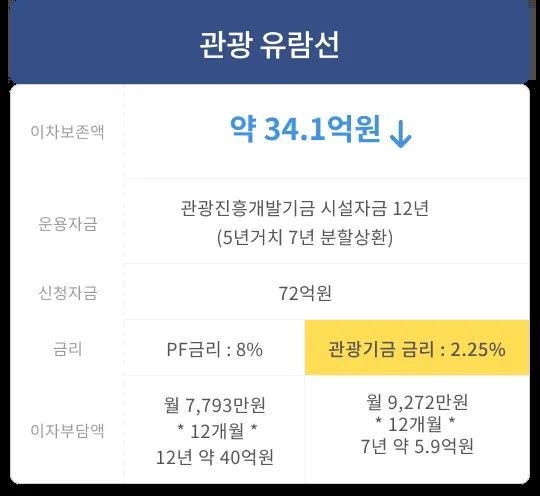 관광 유람선
이차보존액
약 34.1억원 ↓
운용자금
관광진흥개발기금 시설자금 12년
(5년거치 7년 분할상환)
신청자금
72억원
금리
PF금리 : 8%
관광기금 금리 : 2.25%
이자부담액
월 7,793만원
* 12개월 *
12년 약 40억원
월 9,272만원
* 12개월 *
7년 약 5.9억원